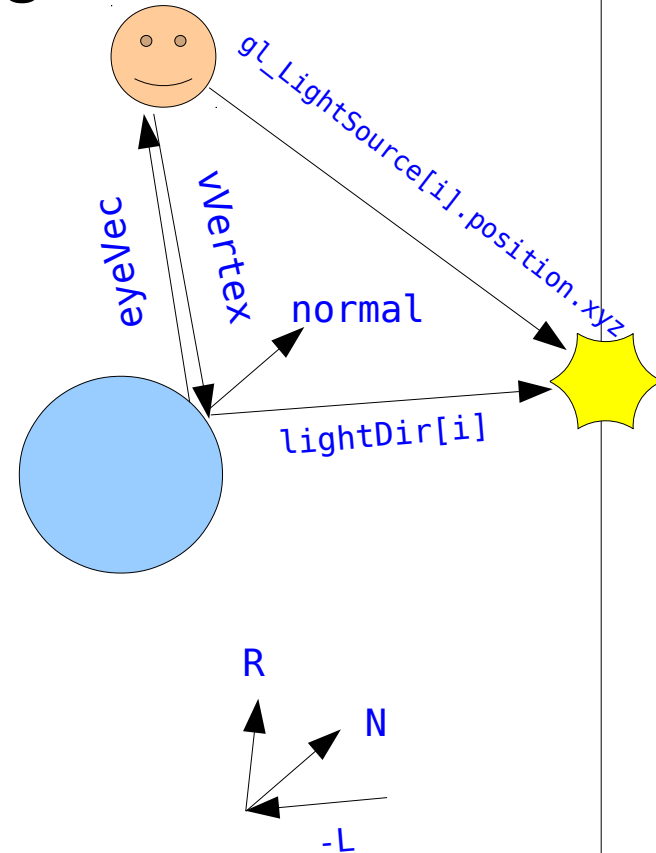 gl_LightSource[i].position.xyz
eyeVec
vVertex
normal
lightDir[i]
R
N
-L